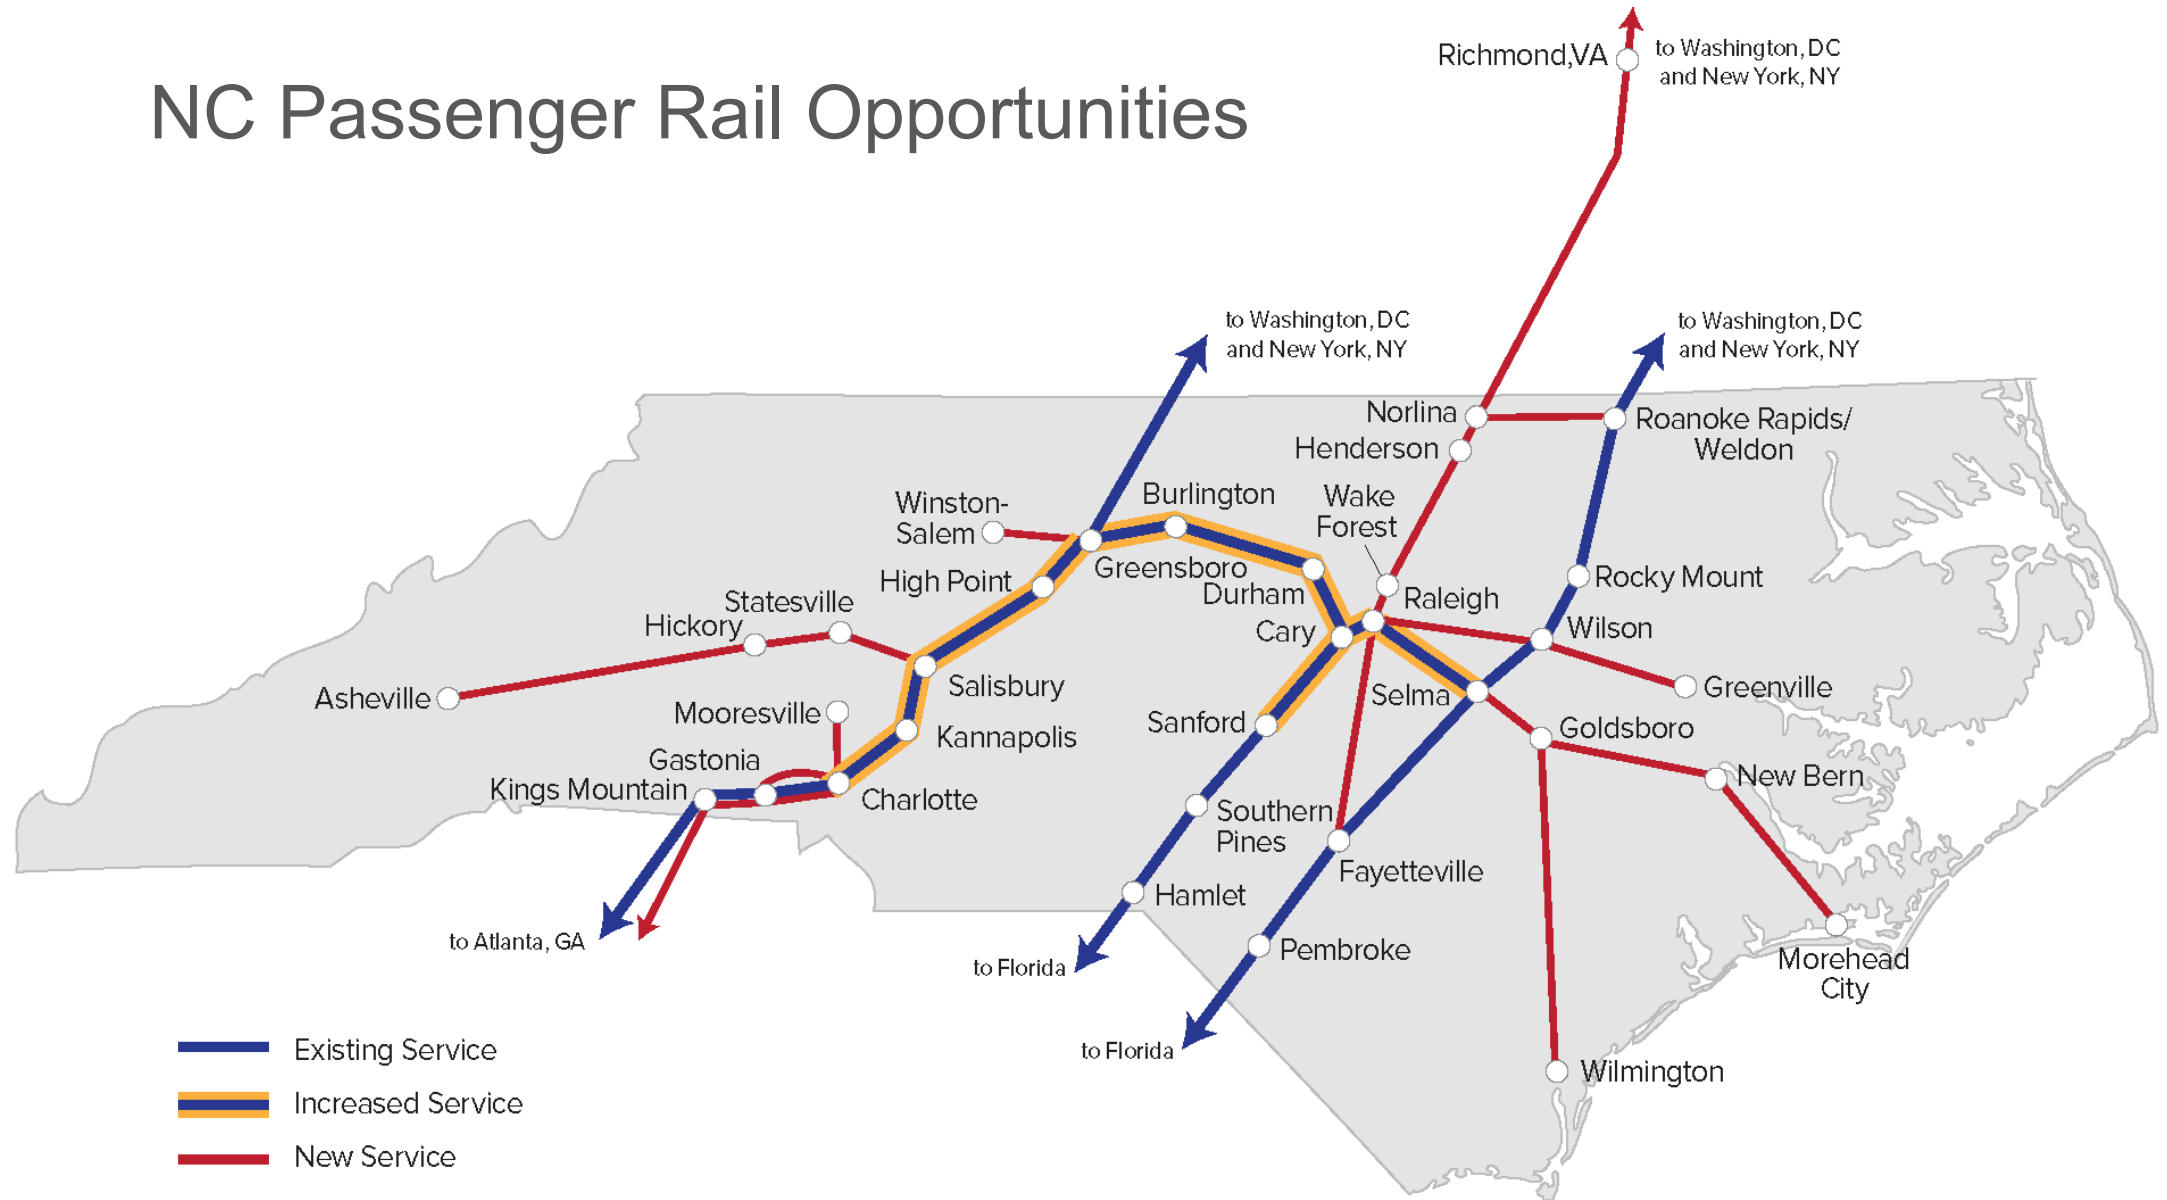 NC Passenger Rail Opportunities
Richmond,VA
to Washington, DC
and New York, NY
to Washington, DC
and New York, NY
to Washington, DC
and New York, NY
Norlina
Roanoke Rapids/
Weldon
Henderson
Winston-
Salem
Burlington
Wake
Forest
High Point
Greensboro
Durham
Rocky Mount
Raleigh
Statesville
Hickory
Cary
Wilson
Asheville
Salisbury
Selma
Greenville
Mooresville
Kannapolis
Sanford
Goldsboro
Gastonia
Kings Mountain
Charlotte
New Bern
Southern
Pines
Fayetteville
Hamlet
to Atlanta, GA
to Florida
Pembroke
Morehead
City
to Florida
Wilmington
Existing Service
Increased Service
New Service